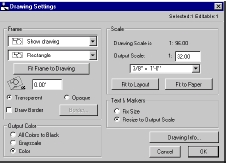 Drawing Settings
Selected:1 Editable:1
Frame
Show drawing
Rectangle
Fit Frame to Drawing
0.00"
Transparent
Opaque
Draw Border
Output Color
All Colors to Black
Grayscale
Color
Scale
Drawing Scale is 1: 96.00
Output Scale: 1: 32.00
3/8" = 1'-0"
Fit to Layout
Fit to Paper
Text & Markers
Fix Size
Resize to Output Scale
Drawing Info...
Cancel
OK